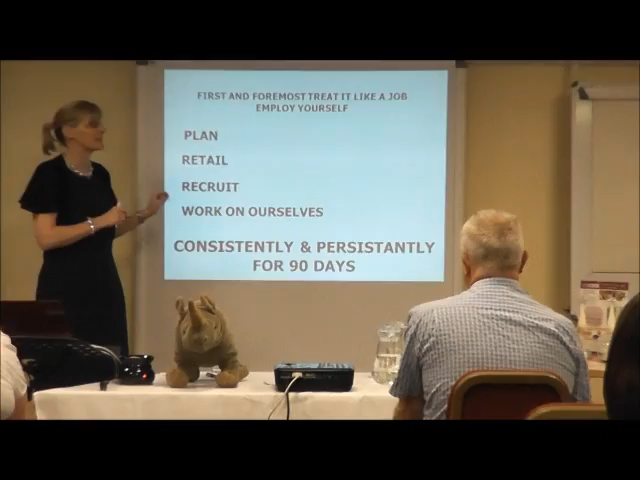 FIRST AND FOREMOST TREAT IT LIKE A JOB
EMPLOY YOURSELF
PLAN
RETAIL
RECRUIT
WORK ON OURSELVES
CONSISTENTLY & PERSISTANTLY
FOR 90 DAYS